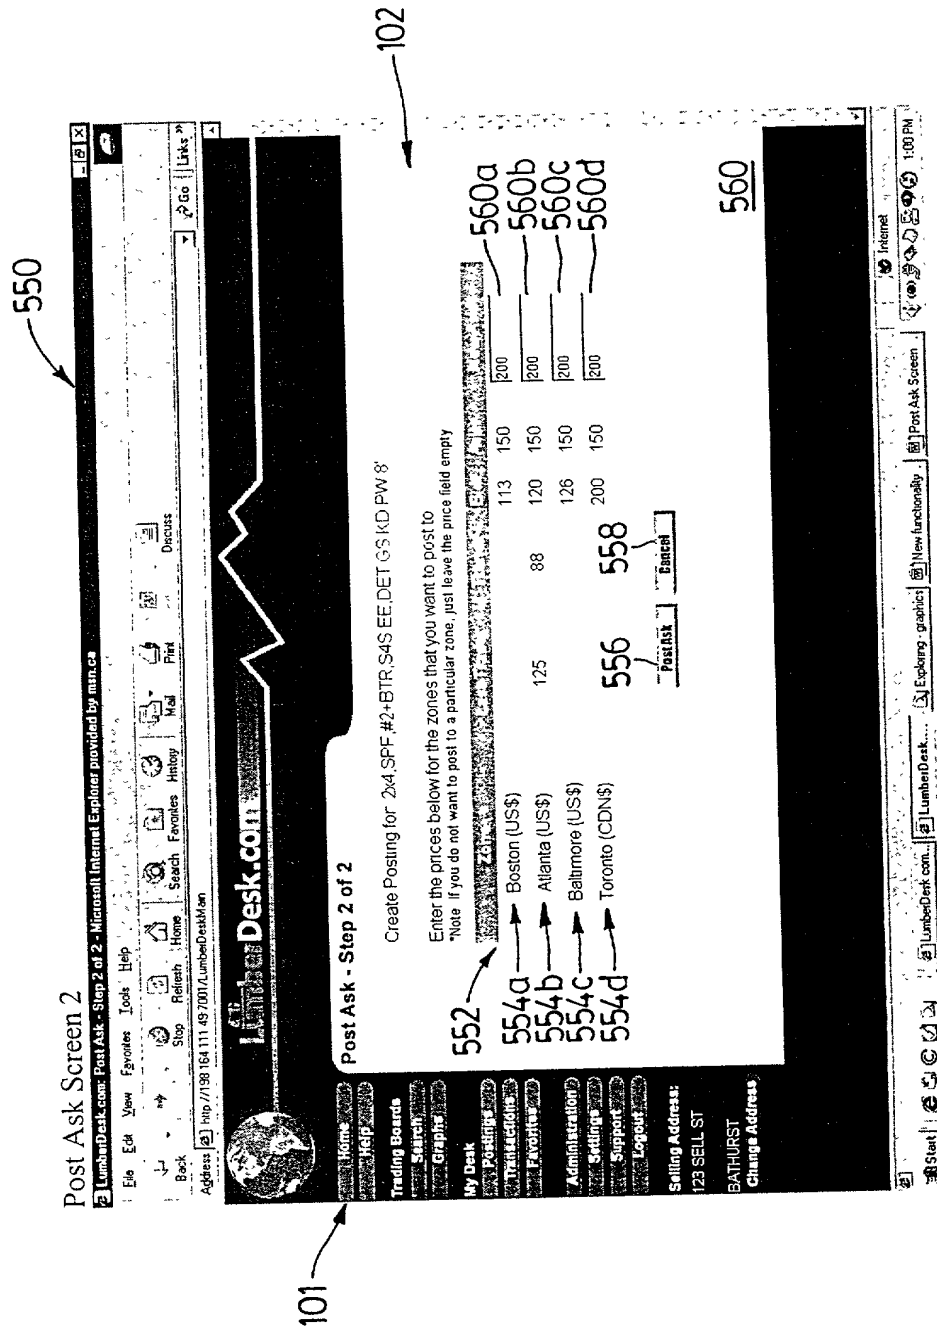 Post Ask Screen 2
550
LumberDesk.com: Post Ask - Step 2 of 2 - Microsoft Internet Explorer provided by msn.ca
File Edit View Favorites Tools Help
Back Stop Refresh Home Search Favorites History Mail Print Discuss
Address http://198 164 111 49:7001/LumberDeskMan Go Links »
101
102
LumberDesk.com
Home
Help
Trading Boards
Search
Graphs
My Desk
Postings
Transactions
Favorites
Administration
Settings
Support
Logout
Selling Address:
123 SELL ST
BATHURST
Change Address
Post Ask - Step 2 of 2
Create Posting for 2x4,SPF,#2+BTR,S4S EE,DET GS KD PW 8'
Enter the prices below for the zones that you want to post to
*Note If you do not want to post to a particular zone, just leave the price field empty
552
554a Boston (US$) 113 150 200 560a
554b Atlanta (US$) 125 88 120 150 200 560b
554c Baltimore (US$) 126 150 200 560c
554d Toronto (CDN$) 200 150 200 560d
556 558
Post Ask Cancel
560
Internet
Start LumberDesk com... LumberDesk.... Exploring - graphics New functionality . Post Ask Screen . 1:00 PM